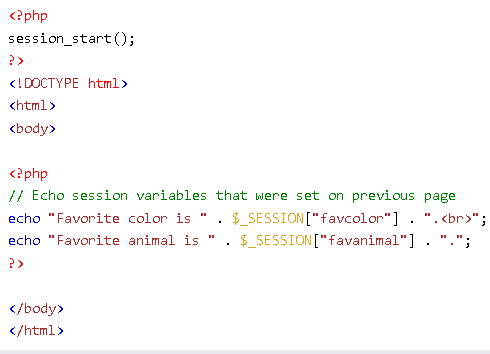 <?php
session_start();
?>
<!DOCTYPE html>
<html>
<body>
<?php
// Echo session variables that were set on previous page
echo "Favorite color is " . $_SESSION["favcolor"] . ".<br>";
echo "Favorite animal is " . $_SESSION["favanimal"] . ".";
?>
</body>
</html>